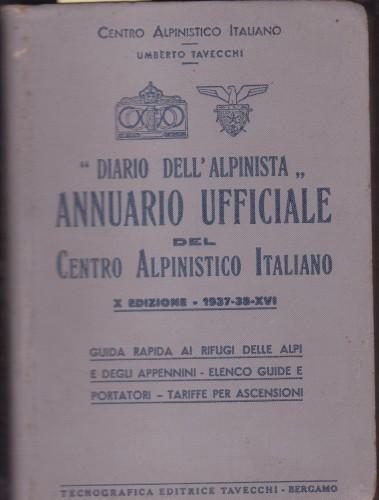 CENTRO ALPINISTICO ITALIANO
UMBERTO TAVECCHI
" DIARIO DELL'ALPINISTA „
ANNUARIO UFFICIALE
DEL
CENTRO ALPINISTICO ITALIANO
X EDIZIONE - 1937-38-XVI
GUIDA RAPIDA AI RIFUGI DELLE ALPI
E DEGLI APPENNINI - ELENCO GUIDE E
PORTATORI - TARIFFE PER ASCENSIONI
TECNOGRAFICA EDITRICE TAVECCHI - BERGAMO